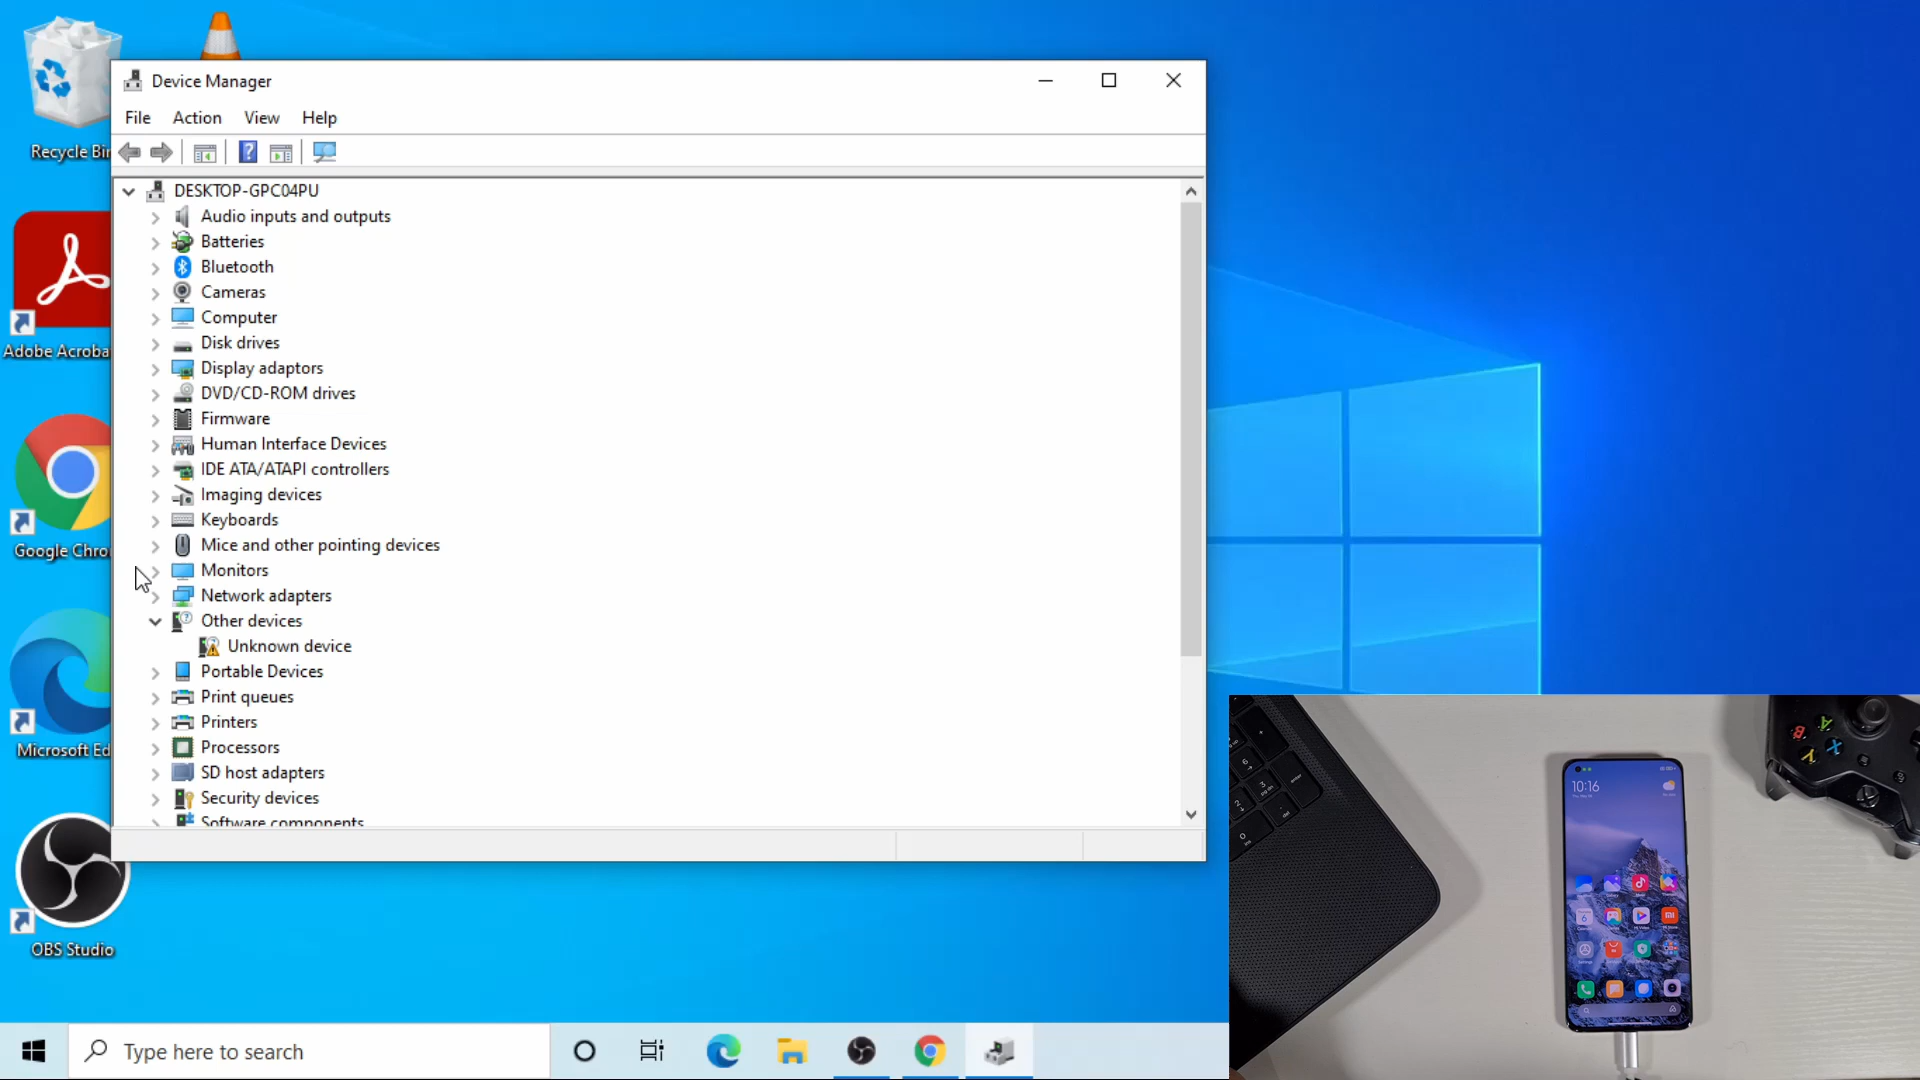 Recycle Bin
Adobe Acroba
Google Chro
Microsoft Ed
OBS Studio
Device Manager
File Action View Help
DESKTOP-GPC04PU
Audio inputs and outputs
Batteries
Bluetooth
Cameras
Computer
Disk drives
Display adaptors
DVD/CD-ROM drives
Firmware
Human Interface Devices
IDE ATA/ATAPI controllers
Imaging devices
Keyboards
Mice and other pointing devices
Monitors
Network adapters
Other devices
Unknown device
Portable Devices
Print queues
Printers
Processors
SD host adapters
Security devices
Software components
Type here to search
10:16